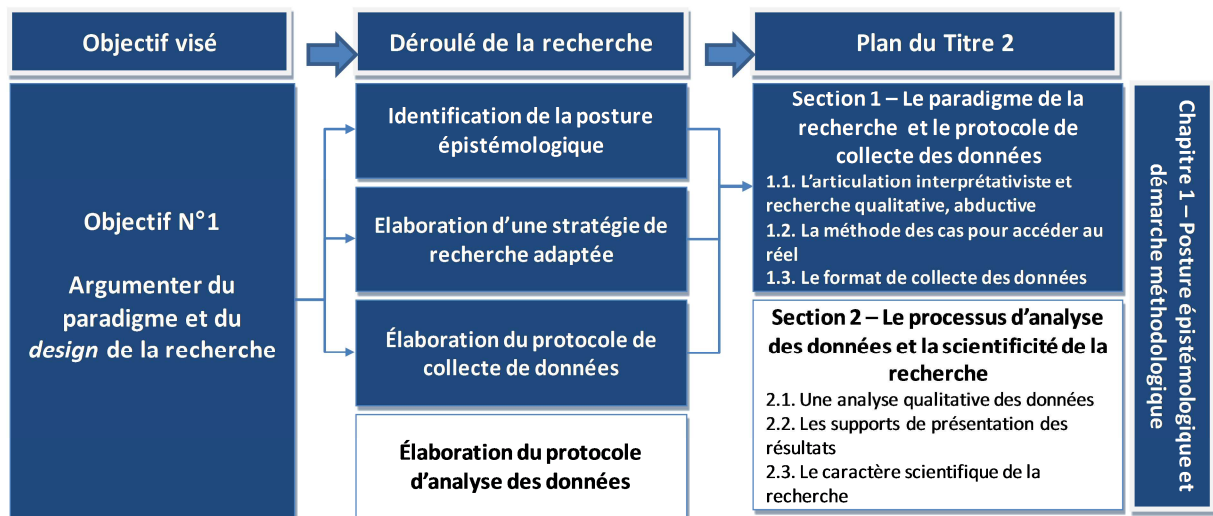 Objectif visé
Déroulé de la recherche
Plan du Titre 2
Objectif N°1
Argumenter du
paradigme et du
design de la recherche
Identification de la posture
épistémologique
Elaboration d’une stratégie de
recherche adaptée
Élaboration du protocole de
collecte de données
Élaboration du protocole
d’analyse des données
Section 1 – Le paradigme de la
recherche et le protocole de
collecte des données
1.1. L’articulation interprétativiste et
recherche qualitative, abductive
1.2. La méthode des cas pour accéder au
réel
1.3. Le format de collecte des données
Section 2 – Le processus d’analyse
des données et la scientificité de la
recherche
2.1. Une analyse qualitative des données
2.2. Les supports de présentation des
résultats
2.3. Le caractère scientifique de la
recherche
Chapitre 1 – Posture épistémologique et
démarche méthodologique